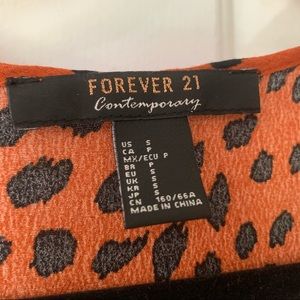 FOREVER 21
Contemporary
US S
CA P
MX/ECU P
BR P
EU S
UK S
KR S
JP S
CN 160/66A
MADE IN CHINA